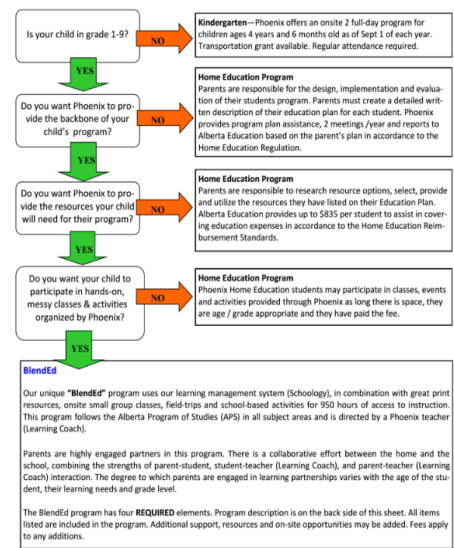 Is your child in grade 1-9?
NO
Kindergarten—Phoenix offers an onsite 2 full-day program for
children ages 4 years and 6 months old as of Sept 1 of each year.
Transportation grant available. Regular attendance required.
YES
Do you want Phoenix to pro-
vide the backbone of your
child's program?
NO
Home Education Program
Parents are responsible for the design, implementation and evalua-
tion of their students program. Parents must create a detailed writ-
ten description of their education plan for each student. Phoenix
provides program plan assistance, 2 meetings /year and reports to
Alberta Education based on the parent's plan in accordance to the
Home Education Regulation.
YES
Do you want Phoenix to pro-
vide the resources your child
will need for their program?
NO
Home Education Program
Parents are responsible to research resource options, select, provide
and utilize the resources they have listed on their Education Plan.
Alberta Education provides up to $835 per student to assist in cover-
ing education expenses in accordance to the Home Education Reim-
bursement Standards.
YES
Do you want your child to
participate in hands-on,
messy classes & activities
organized by Phoenix?
NO
Home Education Program
Phoenix Home Education students may participate in classes, events
and activities provided through Phoenix as long there is space, they
are age / grade appropriate and they have paid the fee.
YES
BlendEd
Our unique "BlendEd" program uses our learning management system (Schoology), in combination with great print
resources, onsite small group classes, field-trips and school-based activities for 950 hours of access to instruction.
This program follows the Alberta Program of Studies (APS) in all subject areas and is directed by a Phoenix teacher
(Learning Coach).
Parents are highly engaged partners in this program. There is a collaborative effort between the home and the
school, combining the strengths of parent-student, student-teacher (Learning Coach), and parent-teacher (Learning
Coach) interaction. The degree to which parents are engaged in learning partnerships varies with the age of the stu-
dent, their learning needs and grade level.
The BlendEd program has four REQUIRED elements. Program description is on the back side of this sheet. All items
listed are included in the program. Additional support, resources and on-site opportunities may be added. Fees apply
to any additions.